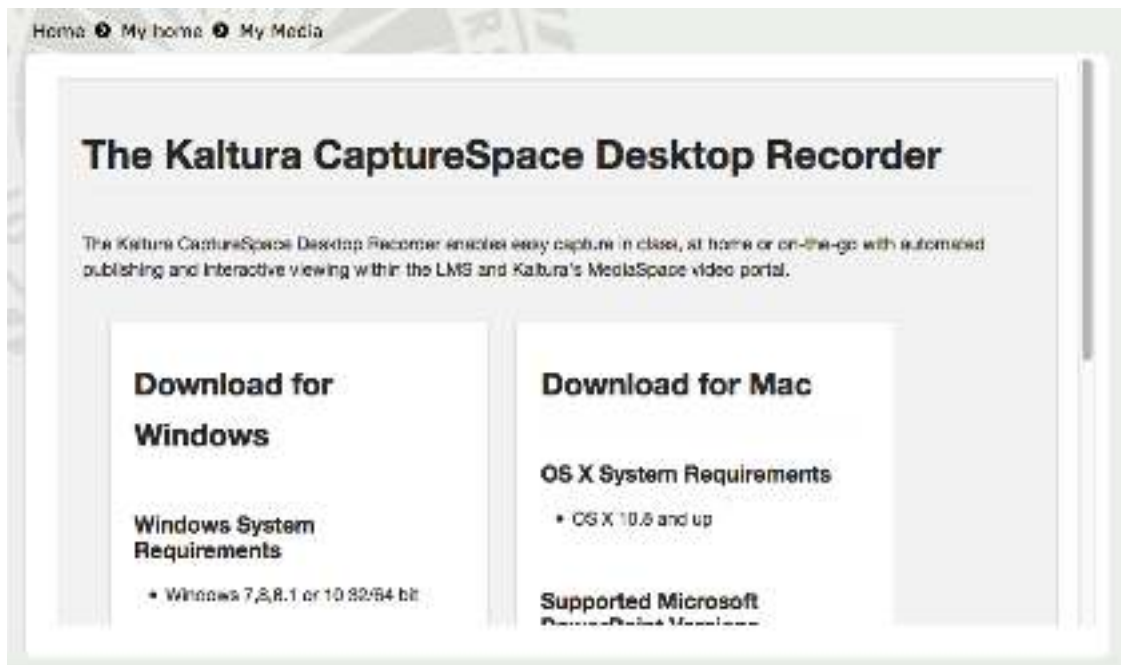 Home My home My Media
The Kaltura CaptureSpace Desktop Recorder
The Kaltura CaptureSpace Desktop Recorder enables easy capture in class, at home or on-the-go with automated
publishing and interactive viewing within the LMS and Kaltura's MediaSpace video portal.
Download for
Windows
Windows System
Requirements
• Windows 7,8,8.1 or 10 32/64 bit
Download for Mac
OS X System Requirements
• OS X and up
Supported Microsoft
PowerPoint Versions